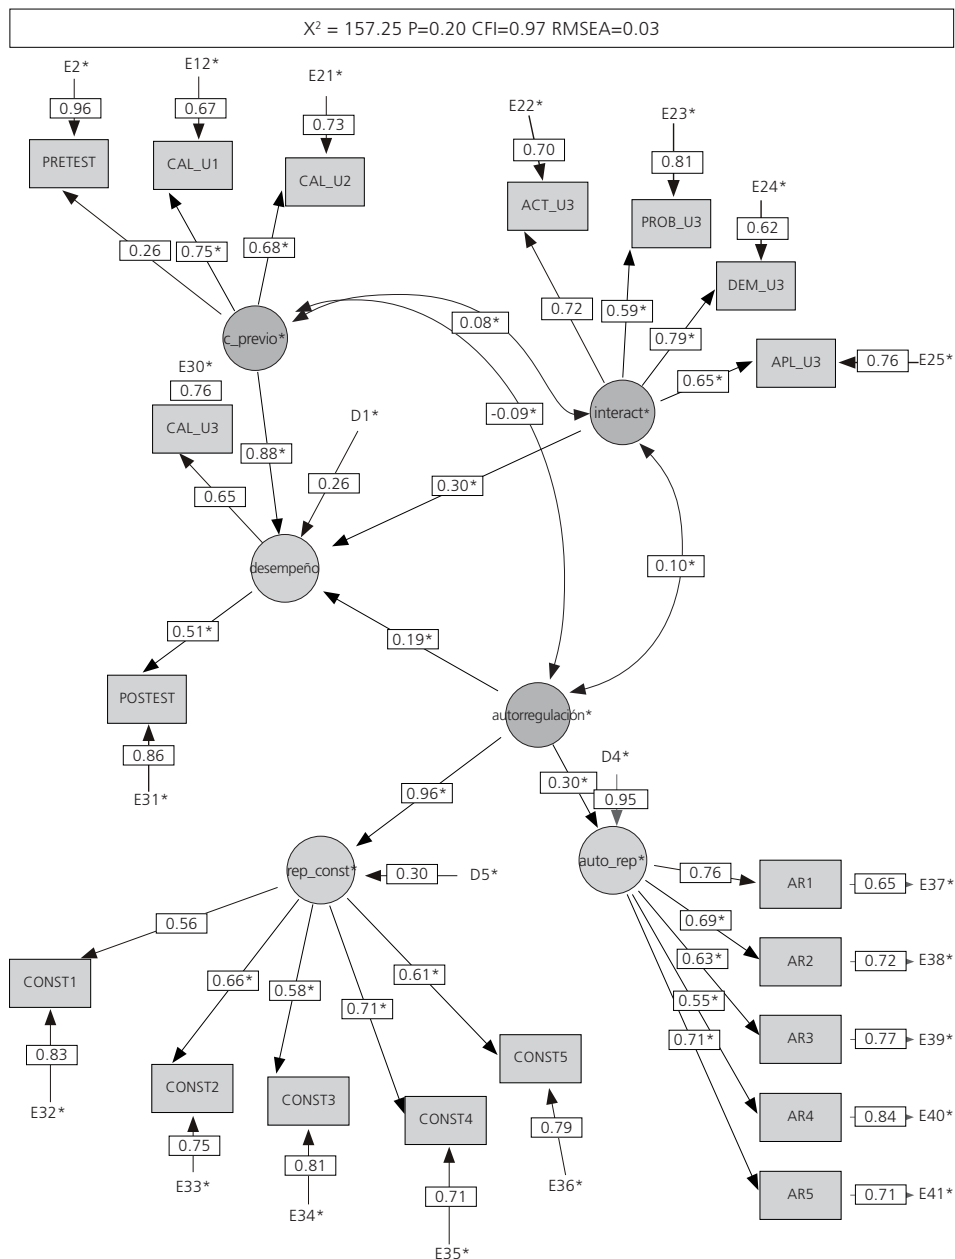 X² = 157.25 P=0.20 CFI=0.97 RMSEA=0.03
E2*
E12*
E21*
0.96
0.67
0.73
PRETEST
CAL_U1
CAL_U2
E22*
E23*
E24*
0.70
0.81
0.62
ACT_U3
PROB_U3
DEM_U3
0.26
0.75*
0.68*
0.72
0.59*
0.79*
APL_U3
0.76
E25*
0.65*
c_previo*
0.08*
interact*
-0.09*
E30*
0.76
CAL_U3
D1*
0.88*
0.26
0.65
0.30*
desempeño
0.10*
0.51*
0.19*
POSTEST
0.86
E31*
autorregulación*
0.96*
0.30*
D4*
0.95
rep_const*
0.30
D5*
auto_rep*
0.76
AR1
0.65
E37*
0.69*
AR2
0.72
E38*
0.63*
AR3
0.77
E39*
0.55*
AR4
0.84
E40*
0.71*
AR5
0.71
E41*
0.56
0.66*
0.58*
0.71*
0.61*
CONST1
0.83
E32*
CONST2
0.75
E33*
CONST3
0.81
E34*
CONST4
0.71
E35*
CONST5
0.79
E36*